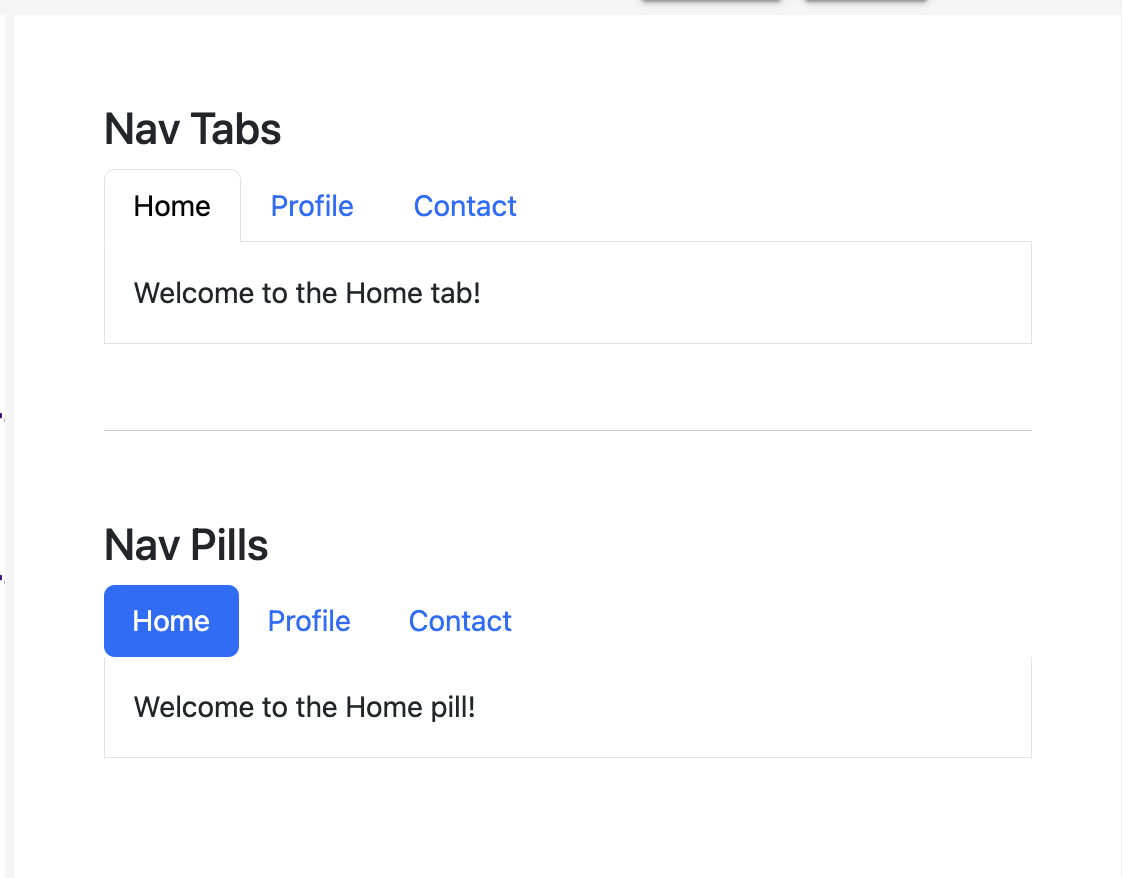 Nav Tabs
Home Profile Contact
Welcome to the Home tab!
Nav Pills
Home Profile Contact
Welcome to the Home pill!